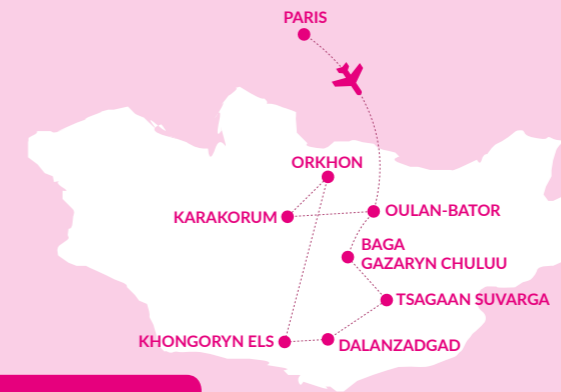 PARIS
ORKHON
KARAKORUM
OULAN-BATOR
BAGA
GAZARYN CHULUU
TSAGAAN SUVARGA
KHONGORYN ELS
DALANZADGAD